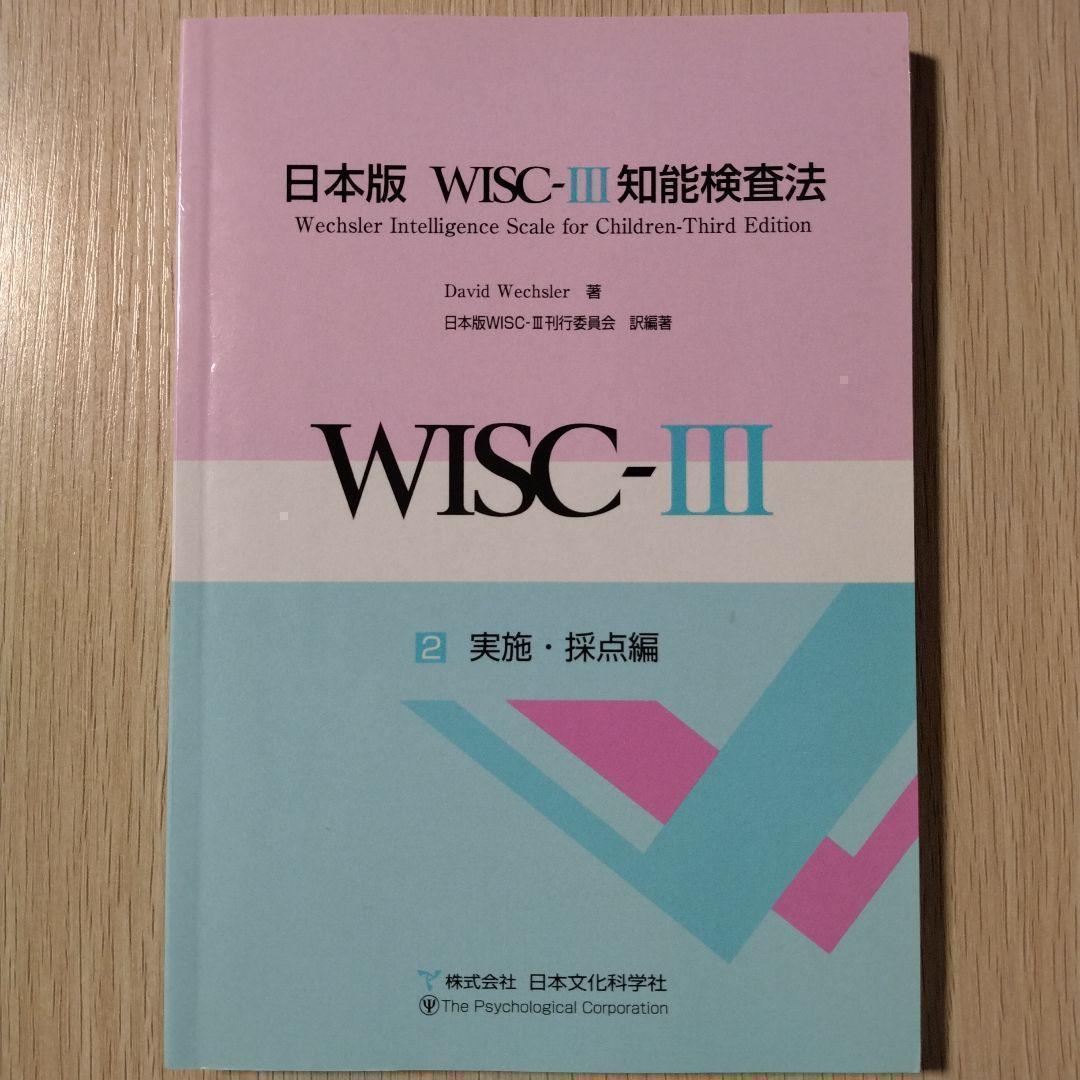 日本版 WISC-III 知能検査法
Wechsler Intelligence Scale for Children-Third Edition
David Wechsler 著
日本版WISC-Ⅲ刊行委員会 訳編著
WISC-III
2 実施・採点編
株式会社 日本文化科学社
Ψ The Psychological Corporation